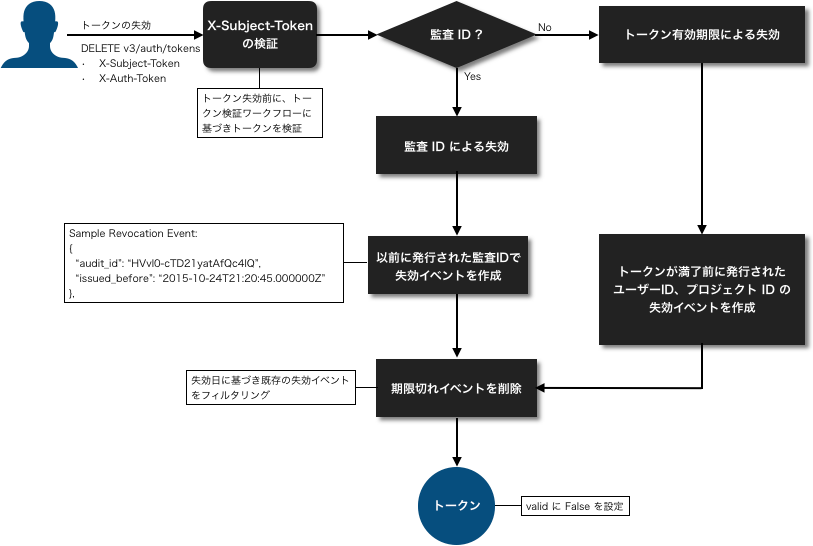 トークンの失効
DELETE v3/auth/tokens
· X-Subject-Token
· X-Auth-Token
X-Subject-Token
の検証
トークン失効前に、トー
クン検証ワークフローに
基づきトークンを検証
監査 ID ?
No
Yes
トークン有効期限による失効
監査 ID による失効
Sample Revocation Event:
{
"audit_id": “HVvI0-cTD21yatAfQc4IQ”,
"issued_before": “2015-10-24T21:20:45.000000Z”
},
以前に発行された監査IDで
失効イベントを作成
トークンが満了前に発行された
ユーザーID、プロジェクト ID の
失効イベントを作成
失効日に基づき既存の失効イベント
をフィルタリング
期限切れイベントを削除
トークン
valid に False を設定